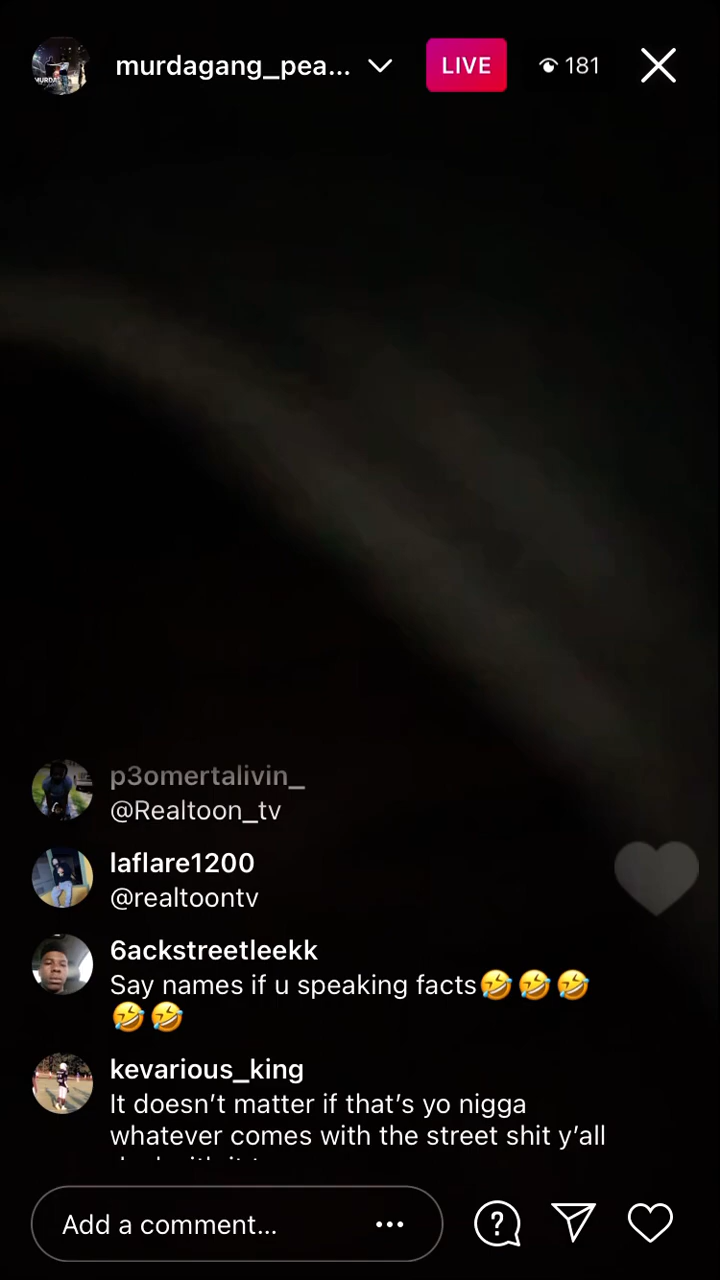 murdagang_pea...
LIVE
181
p3omertalivin_
@Realtoon_tv
laflare1200
@realtoontv
6ackstreetleekk
Say names if u speaking facts🤣🤣🤣
🤣🤣
kevarious_king
It doesn’t matter if that’s yo nigga
whatever comes with the street shit y’all
Add a comment...